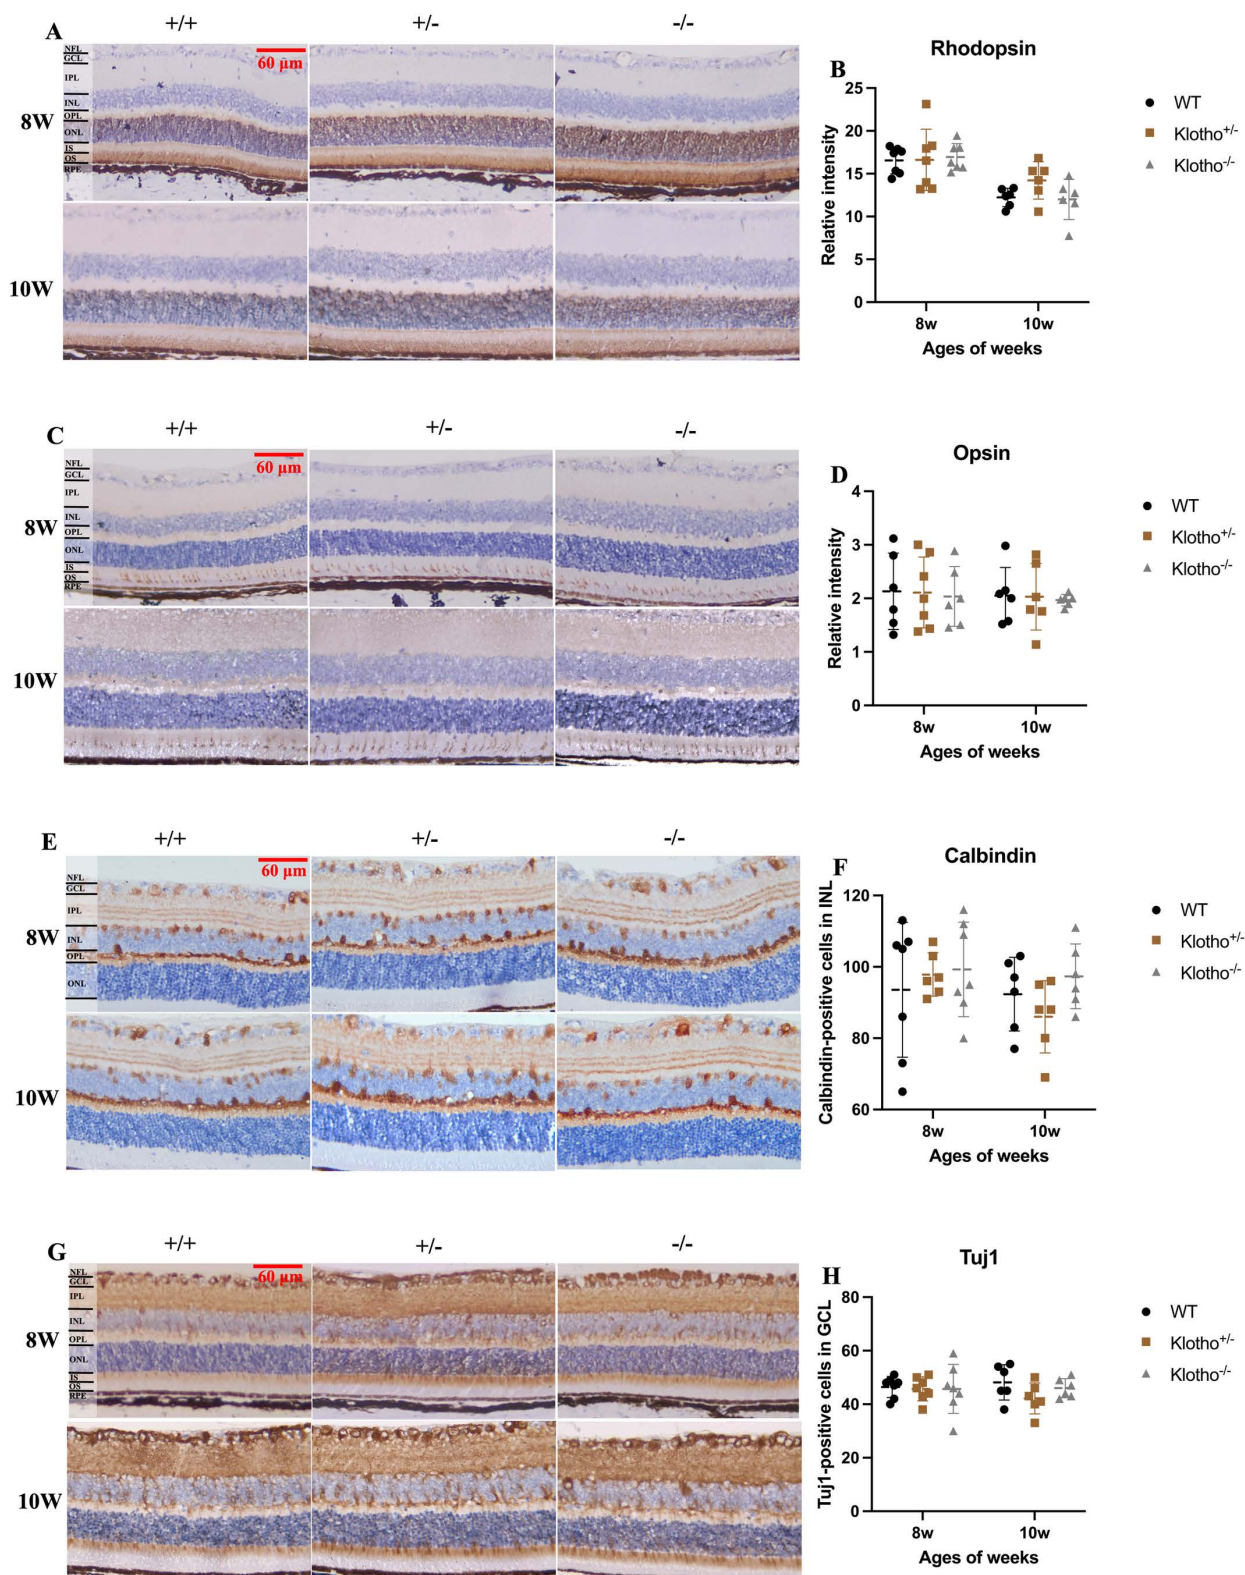 A
+/+
+/-
-/-
8W
10W
NFL
GCL
IPL
INL
OPL
ONL
IS
OS
RPE
60 μm
B
Rhodopsin
Relative intensity
25
20
15
10
5
0
8w
10w
Ages of weeks
WT
Klotho+/-
Klotho-/-
C
+/+
+/-
-/-
8W
10W
NFL
GCL
IPL
INL
OPL
ONL
IS
OS
RPE
60 μm
D
Opsin
Relative intensity
4
3
2
1
0
8w
10w
Ages of weeks
WT
Klotho+/-
Klotho-/-
E
+/+
+/-
-/-
8W
10W
NFL
GCL
IPL
INL
OPL
ONL
60 μm
F
Calbindin
Calbindin-positive cells in INL
120
100
80
60
8w
10w
Ages of weeks
WT
Klotho+/-
Klotho-/-
G
+/+
+/-
-/-
8W
10W
NFL
GCL
IPL
INL
OPL
ONL
IS
OS
RPE
60 μm
H
Tuj1
Tuj1-positive cells in GCL
80
60
40
20
0
8w
10w
Ages of weeks
WT
Klotho+/-
Klotho-/-